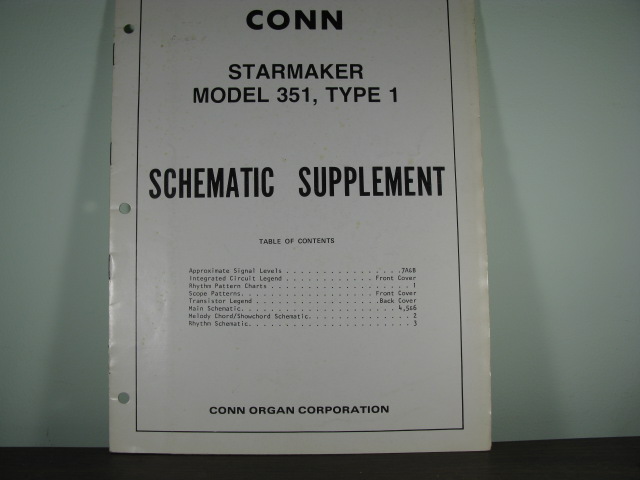 CONN
STARMAKER
MODEL 351, TYPE 1
SCHEMATIC SUPPLEMENT
TABLE OF CONTENTS
Approximate Signal Levels . . . . . . . . . . . . . . . .7A&B
Integrated Circuit Legend . . . . . . . . . . . . Front Cover
Rhythm Pattern Charts . . . . . . . . . . . . . . . . . . 1
Scope Patterns. . . . . . . . . . . . . . . . . . Front Cover
Transistor Legend . . . . . . . . . . . . . . . . .Back Cover
Main Schematic. . . . . . . . . . . . . . . . . . . . . 4,5&6
Melody Chord/Showchord Schematic. . . . . . . . . . . . . 2
Rhythm Schematic. . . . . . . . . . . . . . . . . . . . . 3
CONN ORGAN CORPORATION